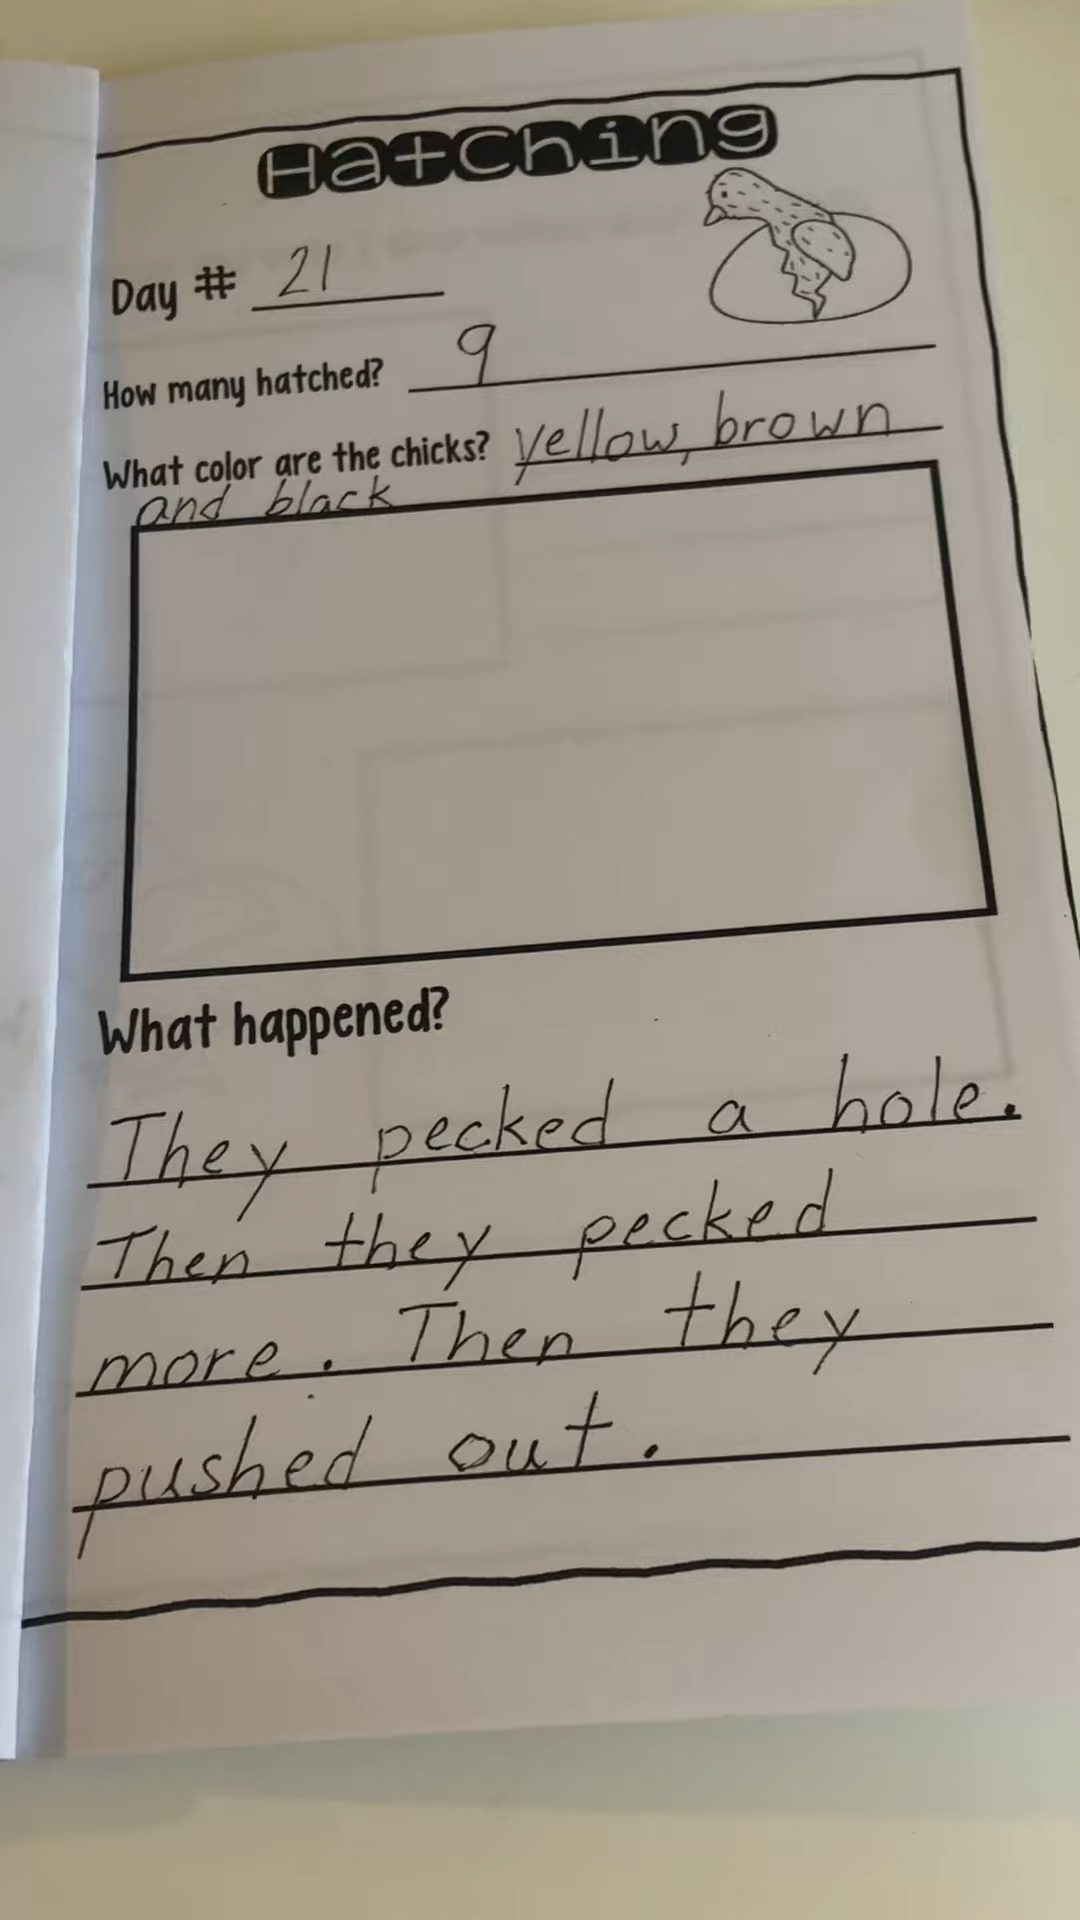 Hatching
Day # 21
How many hatched? 9
What color are the chicks? yellow, brown
and black
What happened?
They pecked a hole.
Then they pecked
more. Then they
pushed out.